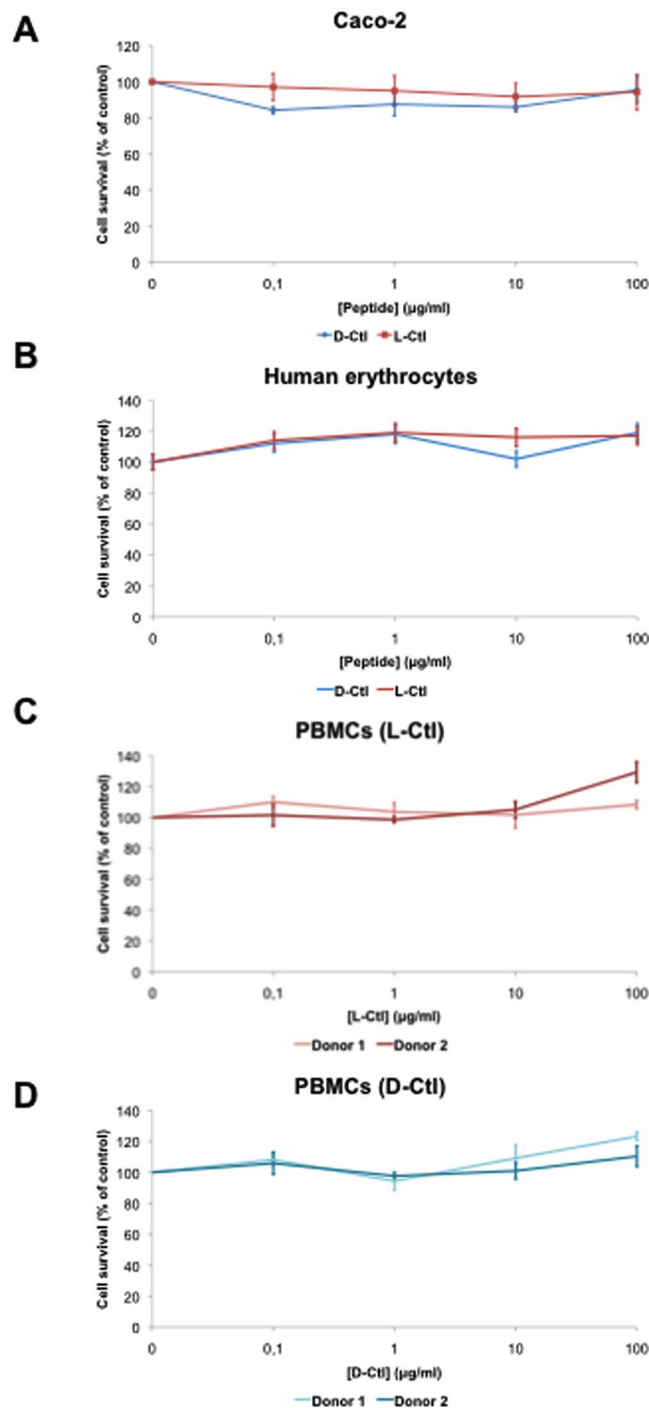 A
Caco-2
Cell survival (% of control)
120
100
80
60
40
20
0
0 0,1 1 10 100
[Peptide] (µg/ml)
D-Ctl L-Ctl
B
Human erythrocytes
Cell survival (% of control)
140
120
100
80
60
40
20
0
0 0,1 1 10 100
[Peptide] (µg/ml)
D-Ctl L-Ctl
C
PBMCs (L-Ctl)
Cell survival (% of control)
140
120
100
80
60
40
20
0
0 0,1 1 10 100
[L-Ctl] (µg/ml)
Donor 1 Donor 2
D
PBMCs (D-Ctl)
Cell survival (% of control)
140
120
100
80
60
40
20
0
0 0,1 1 10 100
[D-Ctl] (µg/ml)
Donor 1 Donor 2